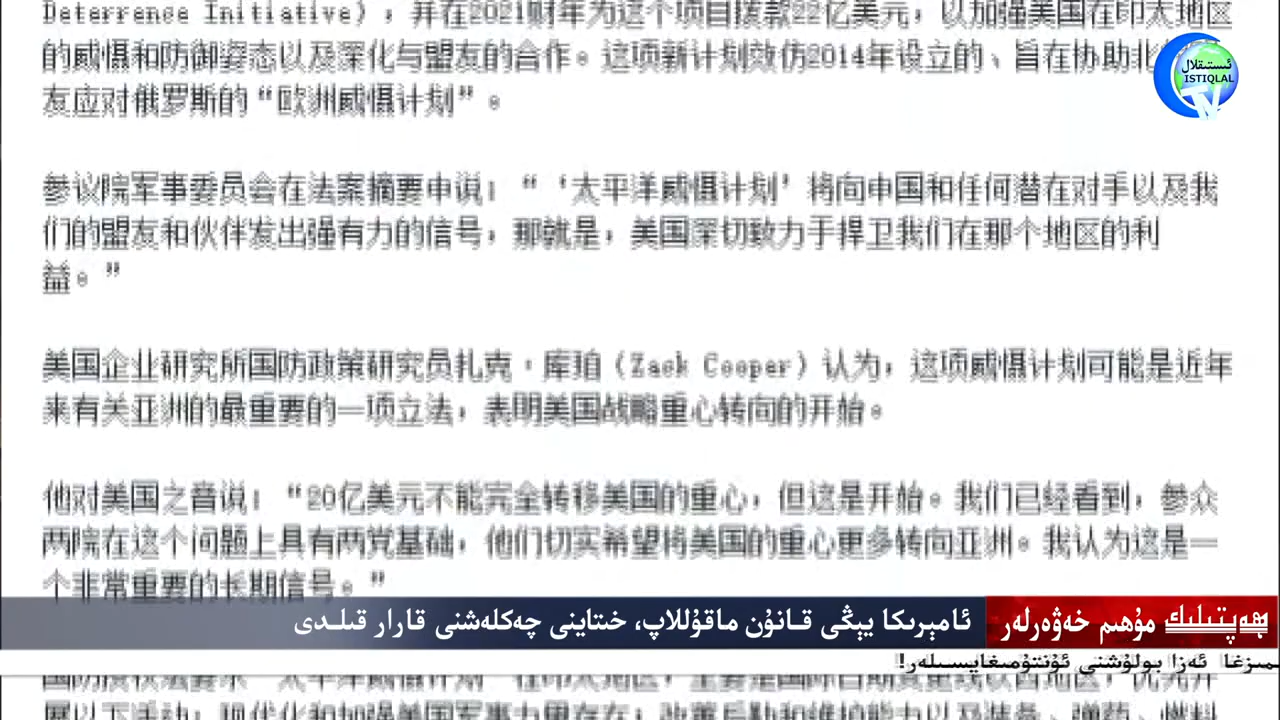 Deterrence Initiative），并在2021财年为这个项目拨款22亿美元，以加强美国在印太地区
的威慑和防御姿态以及深化与盟友的合作。这项新计划效仿2014年设立的、旨在协助北
友应对俄罗斯的“欧洲威慑计划”。
ئىستىقلال
ISTIQLAL
TV
参议院军事委员会在法案摘要中说：“‘太平洋威慑计划’将向中国和任何潜在对手以及我
们的盟友和伙伴发出强有力的信号，那就是，美国深切致力于捍卫我们在那个地区的利
益。”
美国企业研究所国防政策研究员扎克·库珀（Zack Cooper）认为，这项威慑计划可能是近年
来有关亚洲的最重要的一项立法，表明美国战略重心转向的开始。
他对美国之音说：“20亿美元不能完全转移美国的重心，但这是开始。我们已经看到，参众
两院在这个问题上具有两党基础，他们切实希望将美国的重心更多转向亚洲。我认为这是一
个非常重要的长期信号。”
ھەپتىلىك مۇھىم خەۋەرلەر
ئامېرىكا يېڭى قانۇن ماقۇللاپ، خىتاينى چەكلەشنى قارار قىلدى
ىمىزغا ئەزا بولۇشنى ئۇنتۇمىغايسىلەر!